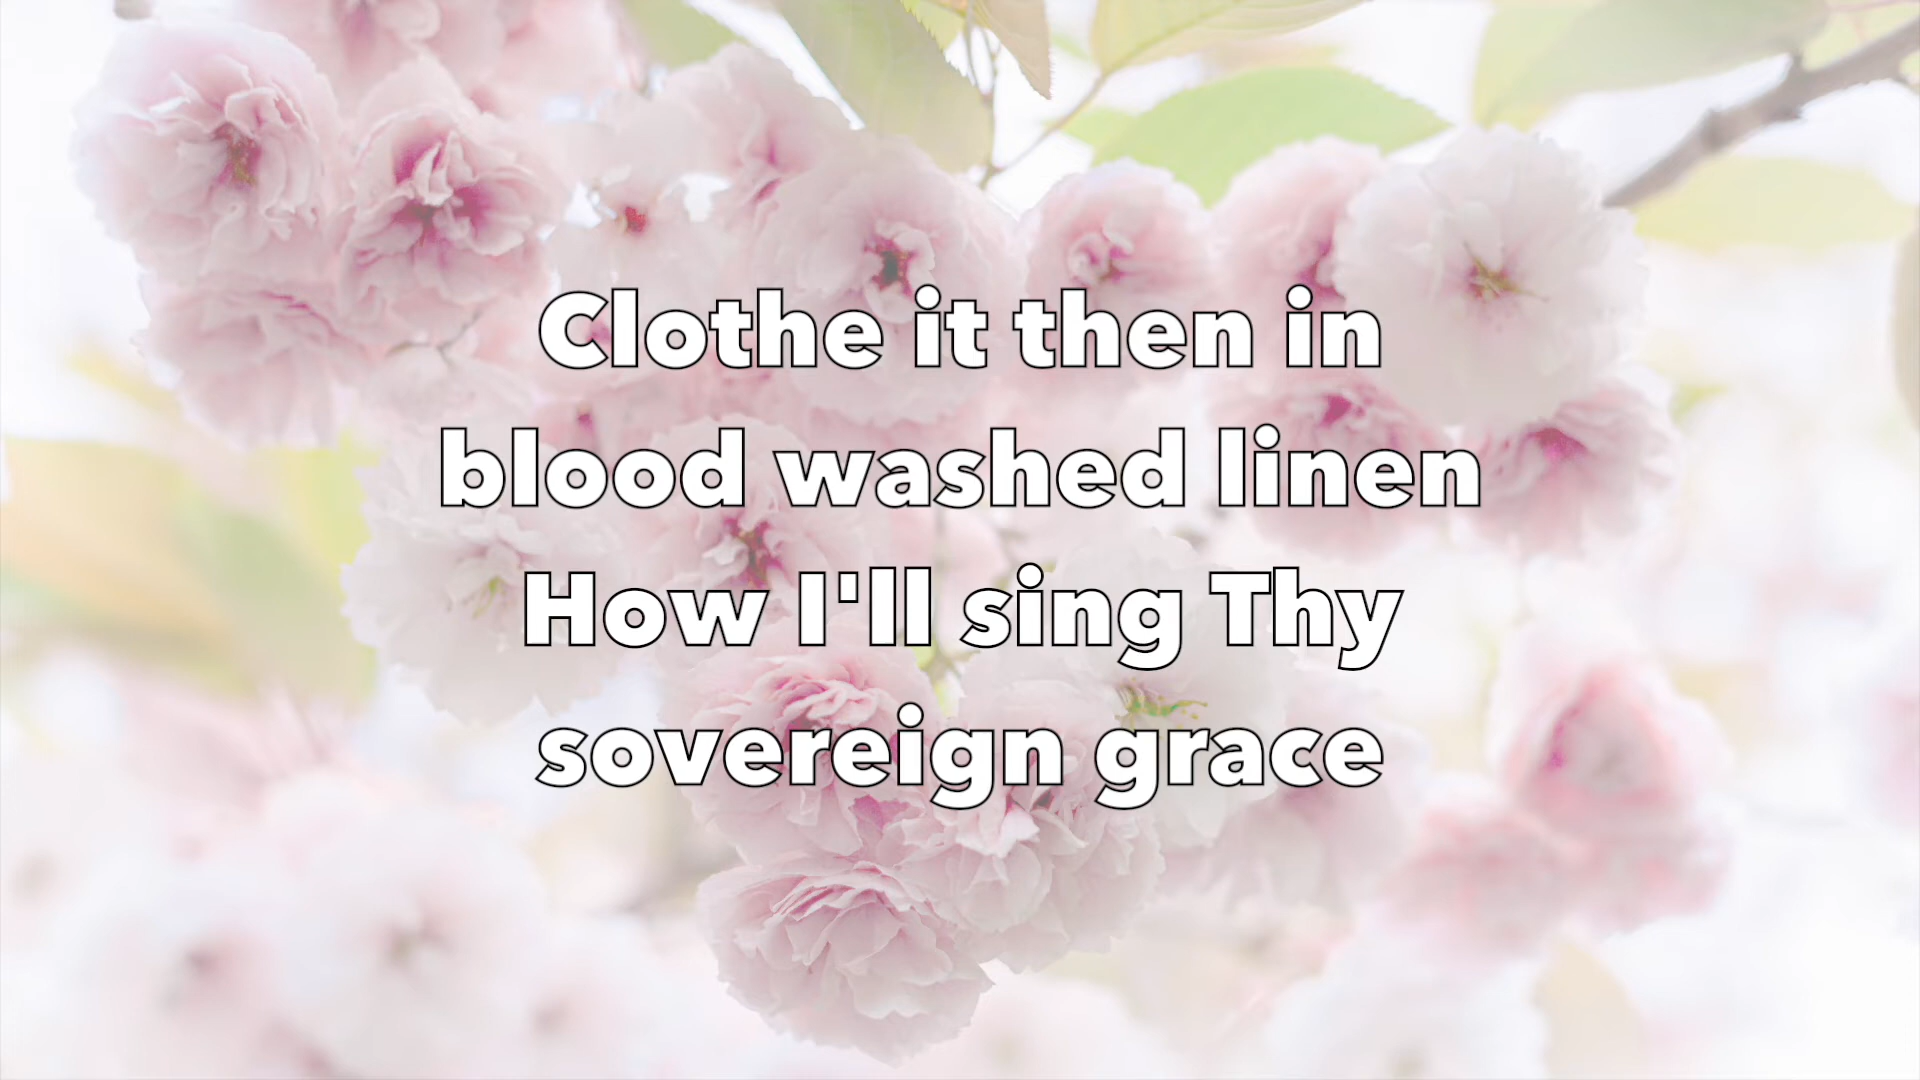 Clothe it then in
blood washed linen
How I'll sing Thy
sovereign grace